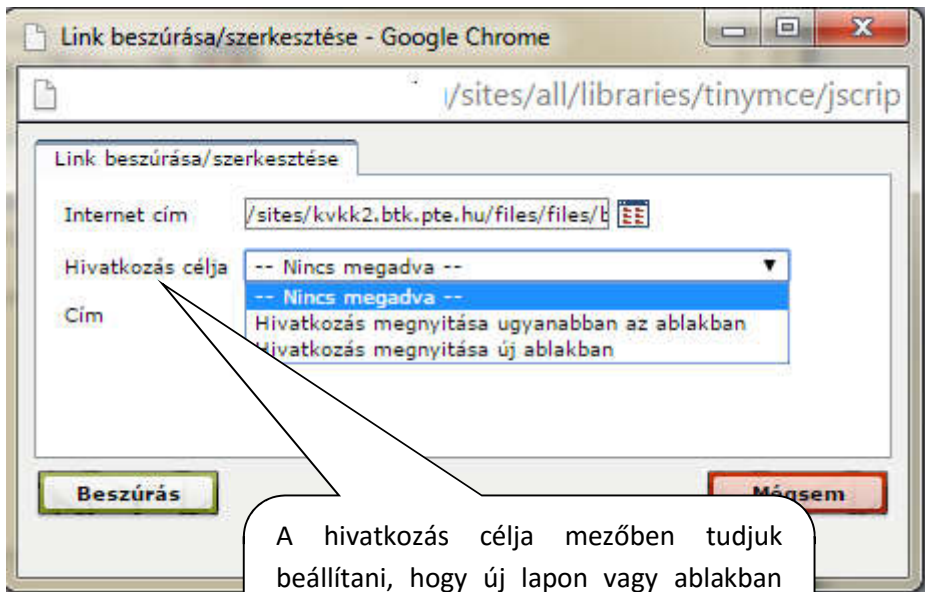 Link beszúrása/szerkesztése - Google Chrome
/sites/all/libraries/tinymce/jscrip
Link beszúrása/szerkesztése
Internet cím /sites/kvkk2.btk.pte.hu/files/files/b
Hivatkozás célja -- Nincs megadva --
-- Nincs megadva --
Cím
Hivatkozás megnyitása ugyanabban az ablakban
Hivatkozás megnyitása új ablakban
Beszúrás Mégsem
A hivatkozás célja mezőben tudjuk
beállítani, hogy új lapon vagy ablakban